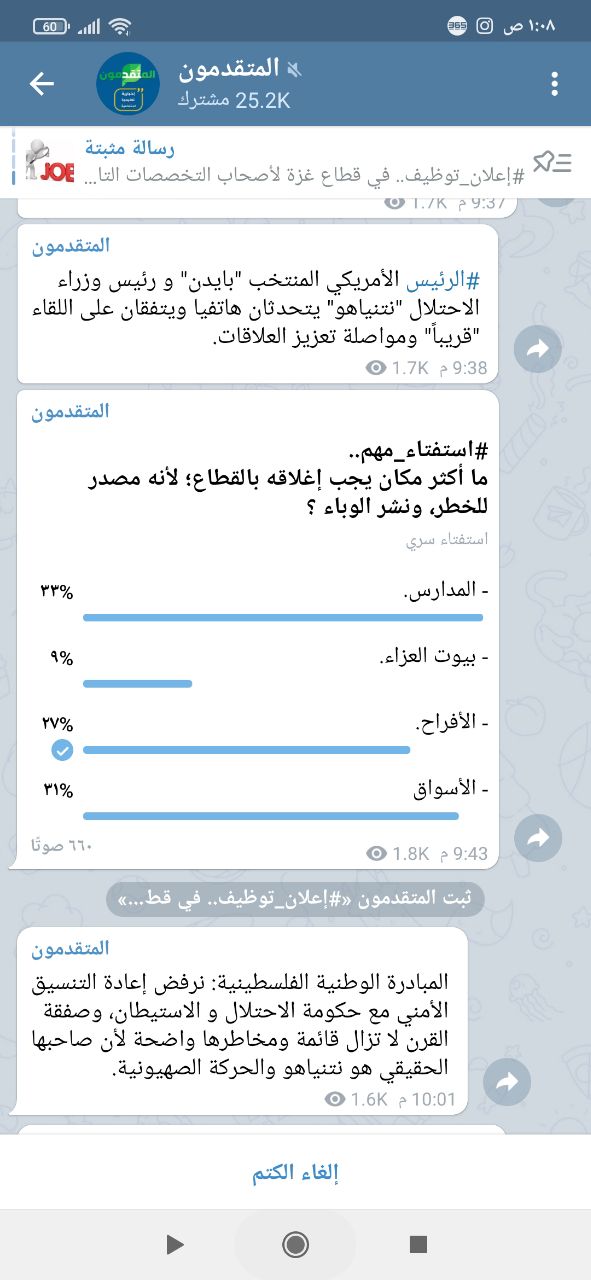 ١:٠٨ ص
365
60
المتقدمون
25.2K مشترك
المتقدمون
رسالة مثبتة
#إعلان_توظيف.. في قطاع غزة لأصحاب التخصصات التا...
JOB
1.7K 9:37 م
المتقدمون
#الرئيس الأمريكي المنتخب "بايدن" و رئيس وزراء
الاحتلال "نتنياهو" يتحدثان هاتفيا ويتفقان على اللقاء
"قريباً" ومواصلة تعزيز العلاقات.
1.7K 9:38 م
المتقدمون
#استفتاء_مهم..
ما أكثر مكان يجب إغلاقه بالقطاع؛ لأنه مصدر
للخطر، ونشر الوباء ؟
استفتاء سري
- المدارس.
٣٣%
- بيوت العزاء.
٩%
- الأفراح.
٢٧%
- الأسواق
٣١%
٦٦٠ صوتًا
1.8K 9:43 م
ثبت المتقدمون «#إعلان_توظيف.. في قط...»
المتقدمون
المبادرة الوطنية الفلسطينية: نرفض إعادة التنسيق
الأمني مع حكومة الاحتلال و الاستيطان، وصفقة
القرن لا تزال قائمة ومخاطرها واضحة لأن صاحبها
الحقيقي هو نتنياهو والحركة الصهيونية.
1.6K 10:01 م
إلغاء الكتم